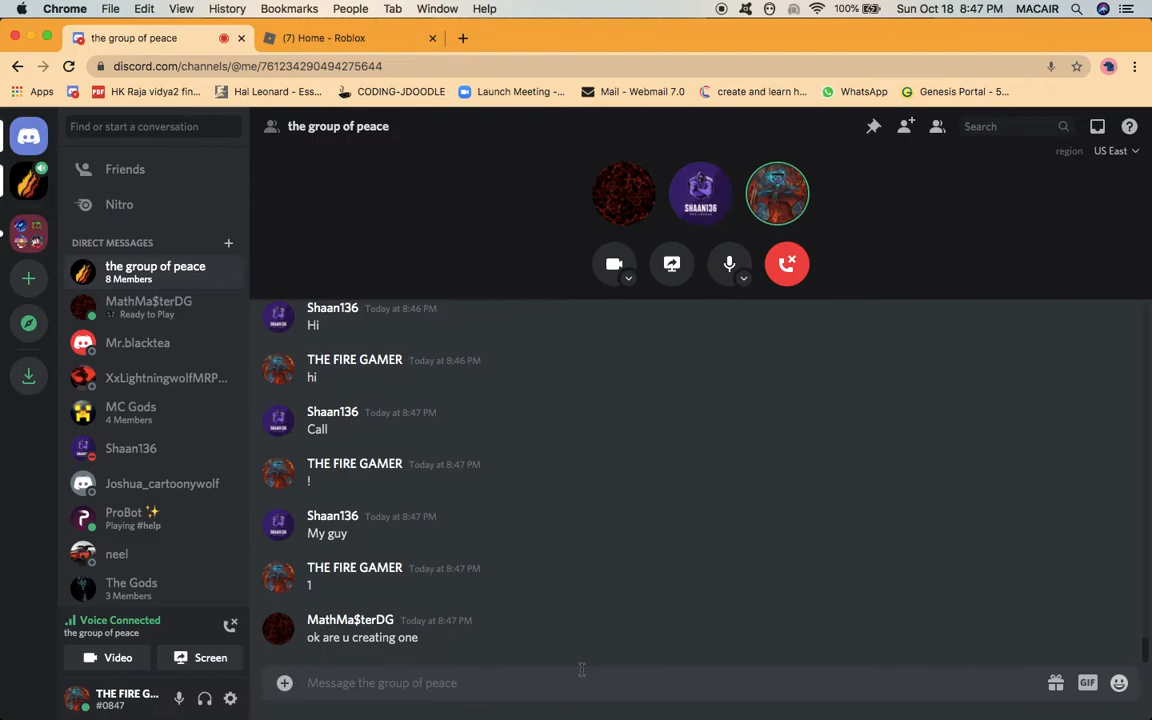 Chrome File Edit View History Bookmarks People Tab Window Help 100% Sun Oct 18 8:47 PM MACAIR
the group of peace (7) Home - Roblox
discord.com/channels/@me/761234290494275644
Apps HK Raja vidya2 fin... Hal Leonard - Ess... CODING-JDOODLE Launch Meeting -... Mail - Webmail 7.0 create and learn h... WhatsApp Genesis Portal - 5...
Find or start a conversation
the group of peace
Search
region US East
Friends
Nitro
DIRECT MESSAGES
the group of peace
8 Members
MathMa$terDG
Ready to Play
Mr.blacktea
XxLightningwolfMRP...
MC Gods
4 Members
Shaan136
Joshua_cartoonywolf
ProBot ✨
Playing #help
neel
The Gods
3 Members
Voice Connected
the group of peace
Video Screen
THE FIRE G...
#0847
SHAAN136
Shaan136 Today at 8:46 PM
Hi
THE FIRE GAMER Today at 8:46 PM
hi
Shaan136 Today at 8:47 PM
Call
THE FIRE GAMER Today at 8:47 PM
!
Shaan136 Today at 8:47 PM
My guy
THE FIRE GAMER Today at 8:47 PM
1
MathMa$terDG Today at 8:47 PM
ok are u creating one
Message the group of peace
GIF